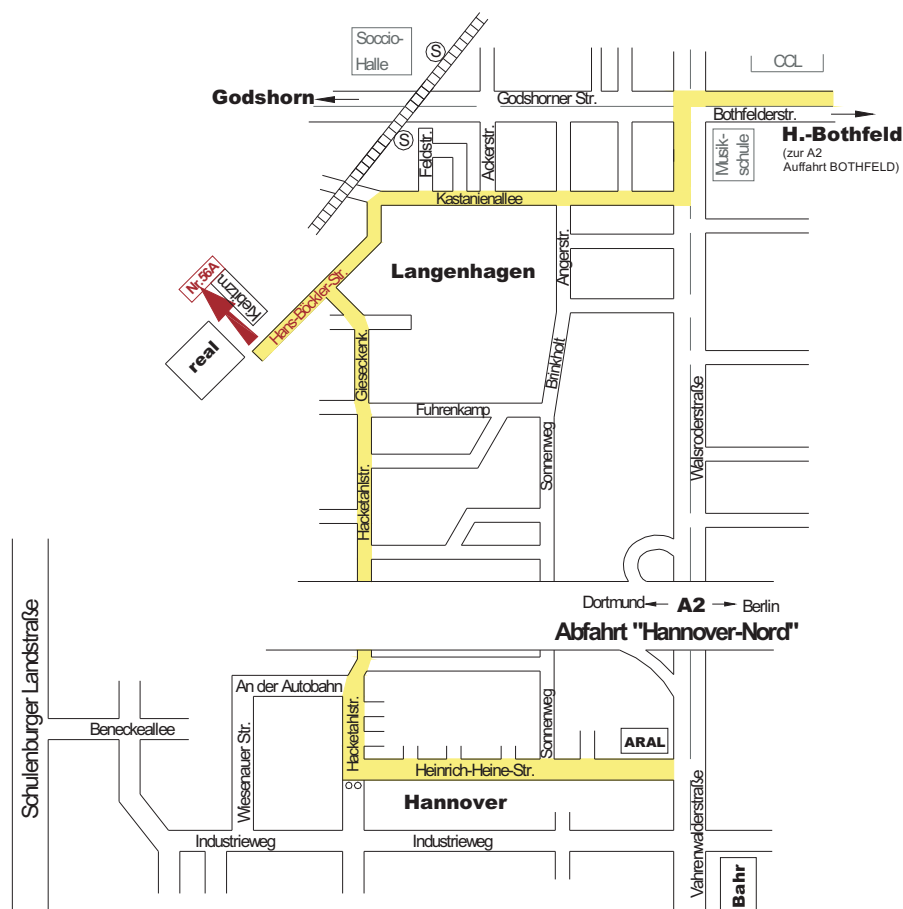 Soccio-
Halle
S
CCL
Godshorn
Godshorner Str.
Bothfelderstr.
H.-Bothfeld
(zur A2
Auffahrt BOTHFELD)
S
Feldstr.
Ackerstr.
Musik-
schule
Kastanienallee
Langenhagen
Angerstr.
Nr.56A
Kiebitzm.
Hans-Böckler-Str.
real
Gieseckenk.
Brinkholt
Fuhrenkamp
Walsroderstraße
Sonnenweg
Hacketahlstr.
Dortmund
A2
Berlin
Abfahrt "Hannover-Nord"
Schulenburger Landstraße
An der Autobahn
Beneckeallee
Wiesenauer Str.
Hacketahlstr.
Sonnenweg
ARAL
Heinrich-Heine-Str.
Hannover
Vahrenwalderstraße
Industrieweg
Industrieweg
Bahr